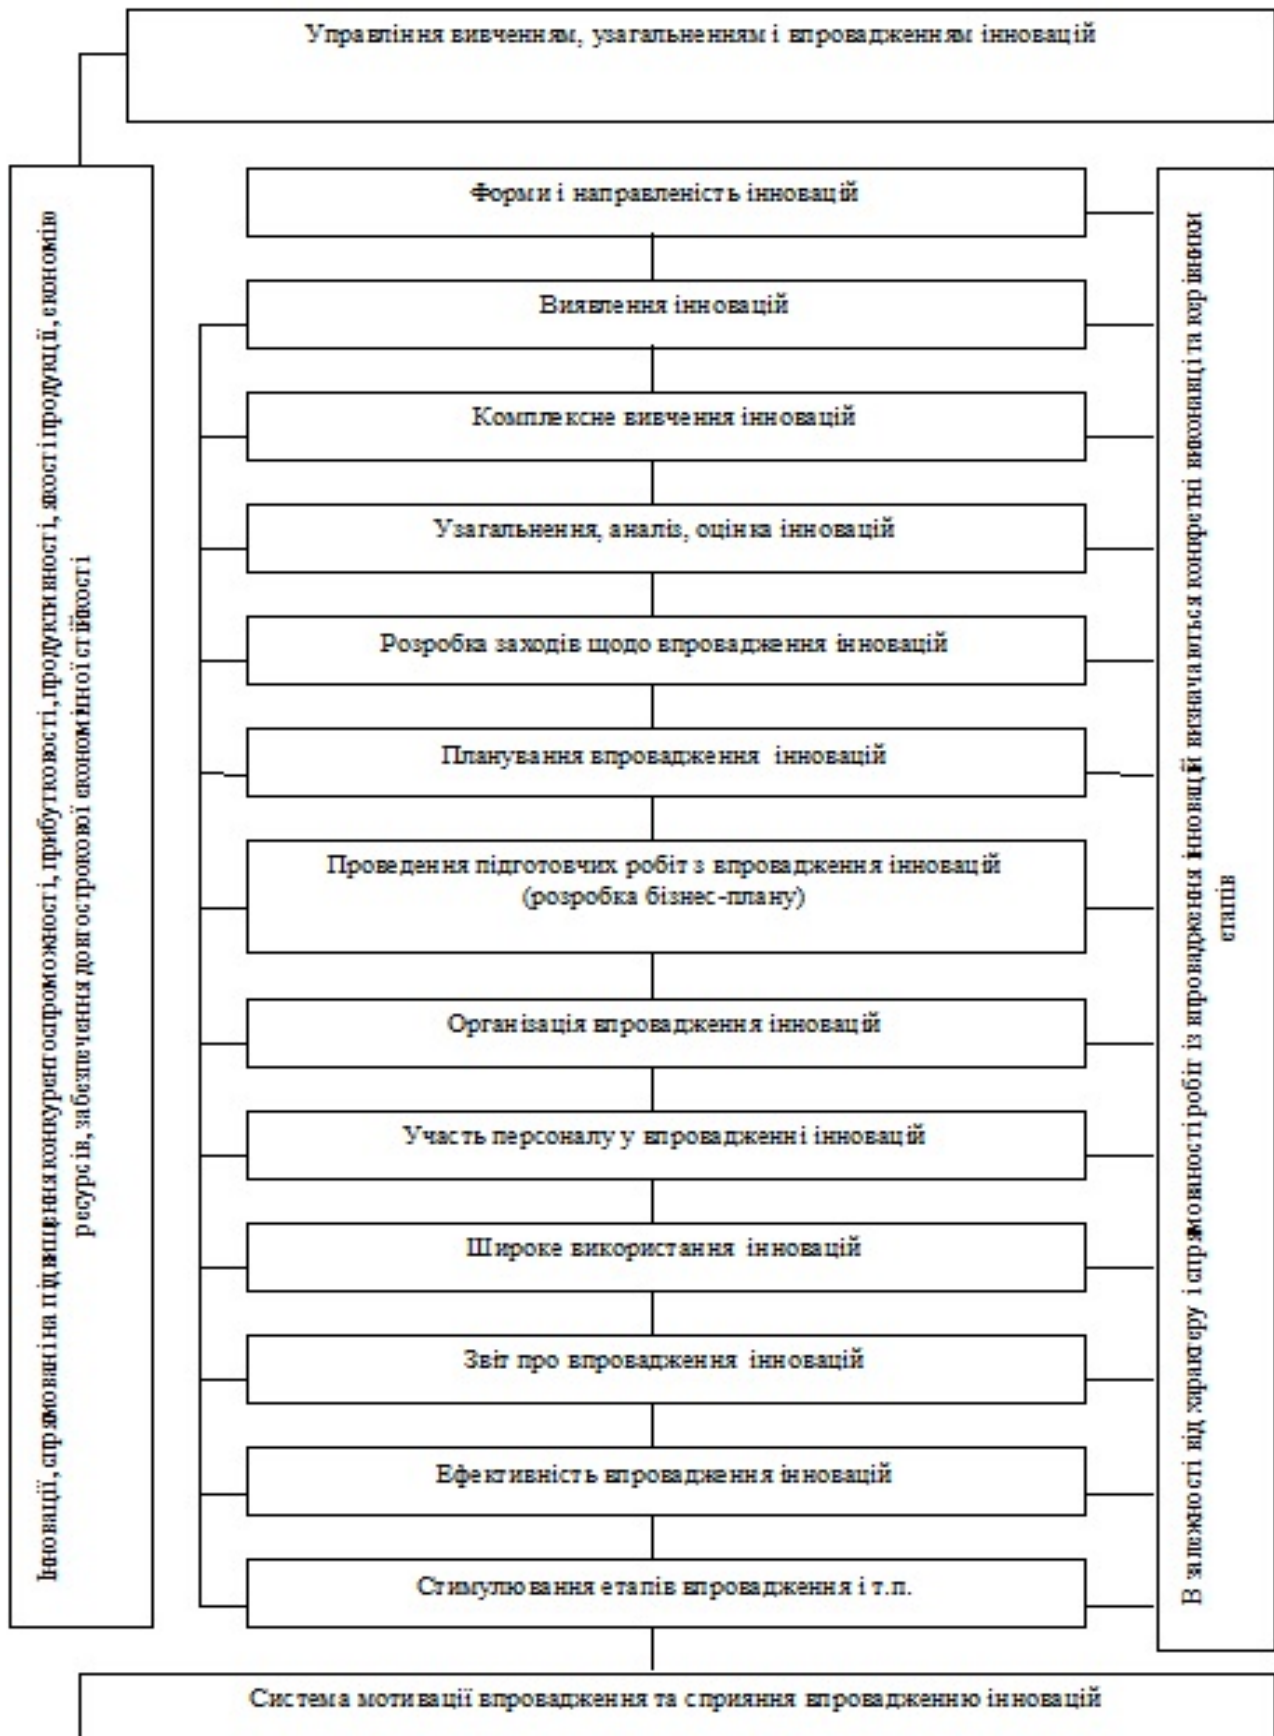 Управління вивченням, узагальненням і впровадженням інновацій
Інновації, спрямовані на підвищення конкурентоспроможності, прибутковості, продуктивності, якості і продукції, економію
ресурсів, забезпечення довгострокової економічної стійкості
Форми і направленість інновацій
Виявлення інновацій
Комплексне вивчення інновацій
Узагальнення, аналіз, оцінка інновацій
Розробка заходів щодо впровадження інновацій
Планування впровадження інновацій
Проведення підготовчих робіт з впровадження інновацій
(розробка бізнес-плану)
Організація впровадження інновацій
Участь персоналу у впровадженні інновацій
Широке використання інновацій
Звіт про впровадження інновацій
Ефективність впровадження інновацій
Стимулювання етапів впровадження і т.п.
В залежності від характеру і спрямованості робіт із впровадження інновацій визначаються конкретні виконавці та керівники
етапів
Система мотивації впровадження та сприяння впровадженню інновацій